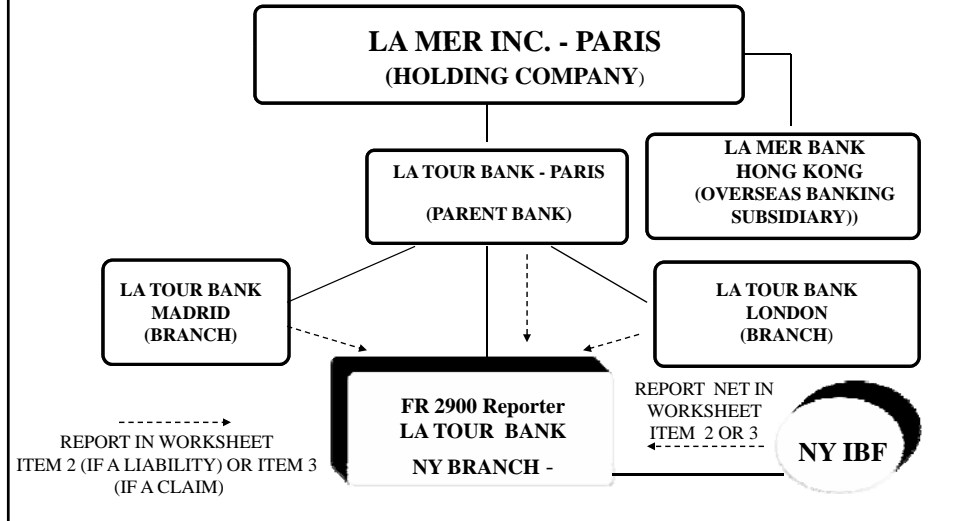 LA MER INC. - PARIS
(HOLDING COMPANY)
LA TOUR BANK - PARIS
(PARENT BANK)
LA MER BANK
HONG KONG
(OVERSEAS BANKING
SUBSIDIARY))
LA TOUR BANK
MADRID
(BRANCH)
LA TOUR BANK
LONDON
(BRANCH)
FR 2900 Reporter
LA TOUR BANK
NY BRANCH -
REPORT NET IN
WORKSHEET
ITEM 2 OR 3
NY IBF
REPORT IN WORKSHEET
ITEM 2 (IF A LIABILITY) OR ITEM 3
(IF A CLAIM)